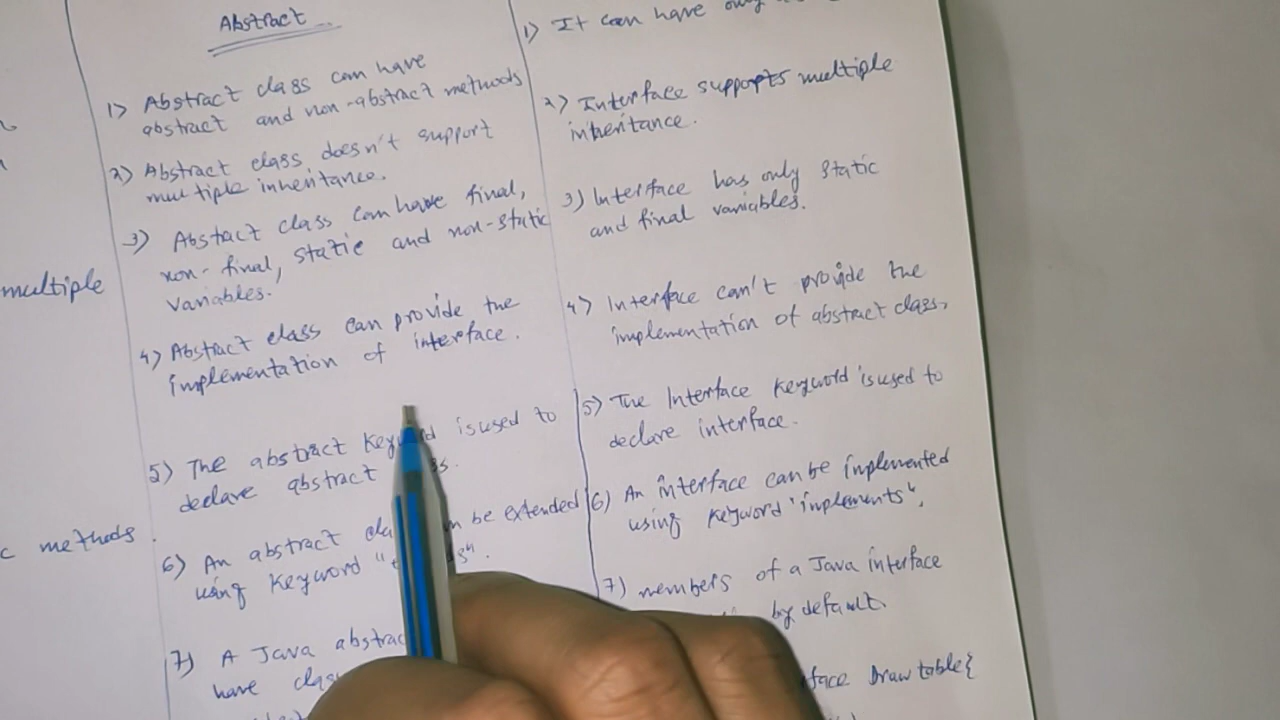 Abstract
1) Abstract class can have
abstract and non-abstract methods
2) Abstract class doesn't support
multiple inheritance.
3) Abstact class can have final,
non-final, static and non-static
variables.
4) Abstract class can provide the
implementation of interface.
5) The abstract is used to
declare abstract
6) An abstract be extended
using keyword
7) A Java
have
1) It can have only
2) Interface supports multiple
inheritance.
3) Interface has only static
and final variables.
4) Interface can't provide the
implementation of abstract class,
5) The Interface keyword is used to
declare interface.
6) An interface can be implemented
using keyword "implements".
7) members of a Java interface
by default.
Drawtable{
multiple
methods.